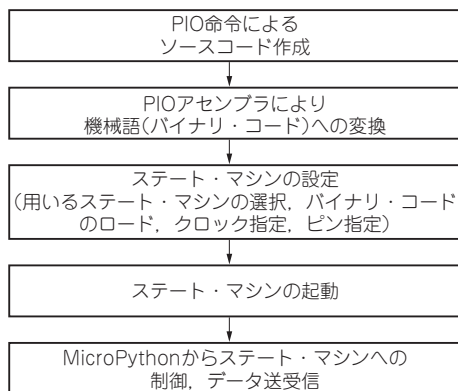 PIO命令による
ソースコード作成
PIOアセンブラにより
機械語(バイナリ・コード)への変換
ステート・マシンの設定
(用いるステート・マシンの選択，バイナリ・コード
のロード，クロック指定，ピン指定)
ステート・マシンの起動
MicroPythonからステート・マシンへの
制御，データ送受信